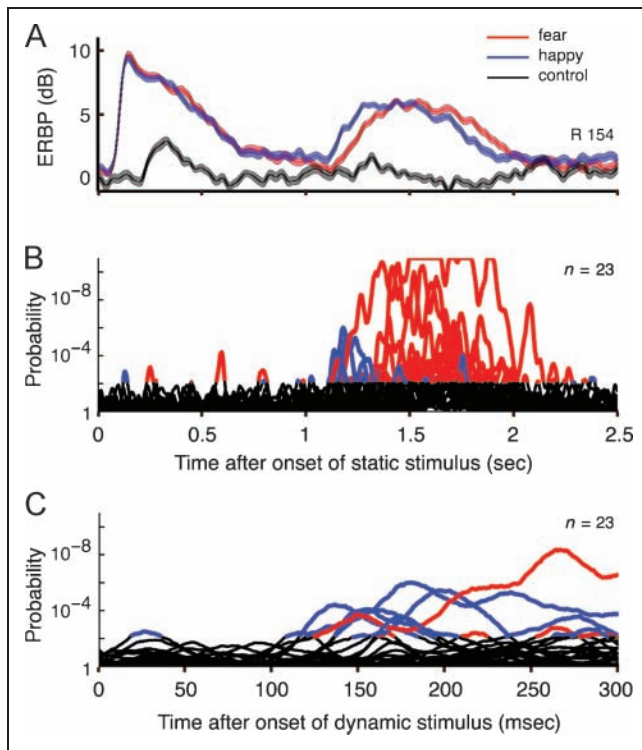 A
ERBP (dB)
10
5
0
fear
happy
control
R 154
B
Probability
10-8
10-4
1
n = 23
0 0.5 1 1.5 2 2.5
Time after onset of static stimulus (sec)
C
Probability
10-8
10-4
1
n = 23
0 50 100 150 200 250 300
Time after onset of dynamic stimulus (msec)